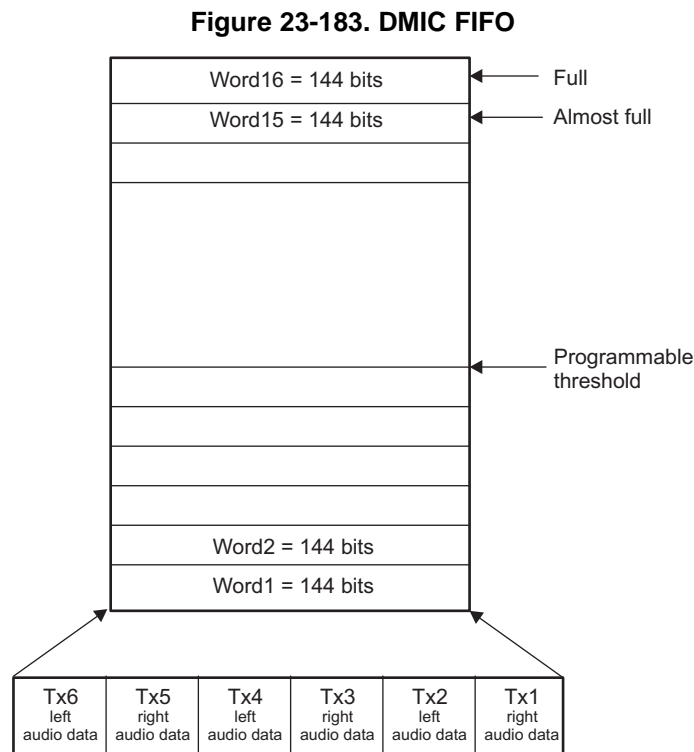 Figure 23-183. DMIC FIFO
Word16 = 144 bits
Full
Word15 = 144 bits
Almost full
Programmable
threshold
Word2 = 144 bits
Word1 = 144 bits
Tx6 Tx5 Tx4 Tx3 Tx2 Tx1
left right left right left right
audio data audio data audio data audio data audio data audio data